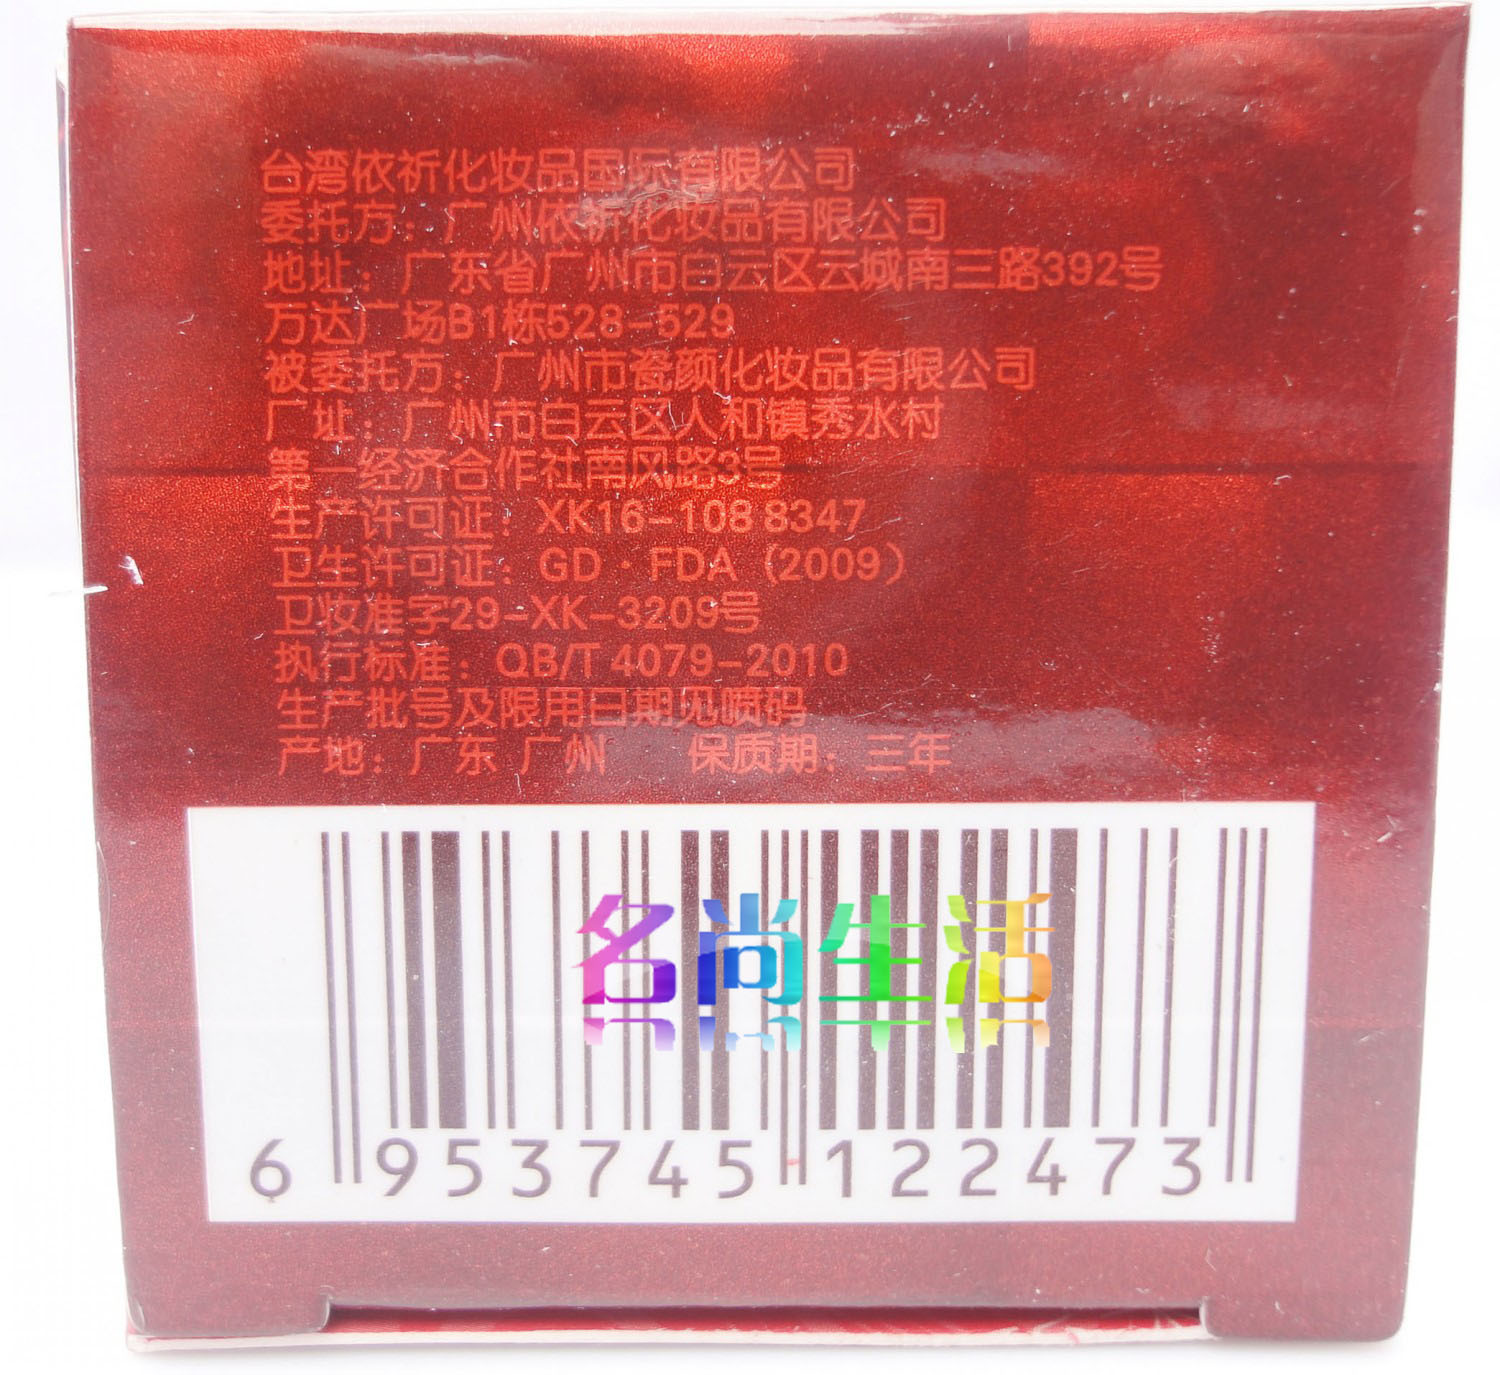 台湾依祈化妆品国际有限公司
委托方：广州依祈化妆品有限公司
地址：广东省广州市白云区云城南三路392号
万达广场B1栋528-529
被委托方：广州市瓷颜化妆品有限公司
厂址：广州市白云区人和镇秀水村
第一经济合作社南风路3号
生产许可证：XK16-108 8347
卫生许可证：GD·FDA（2009）
卫妆准字29-XK-3209号
执行标准：QB/T 4079-2010
生产批号及限用日期见喷码
产地：广东 广州 保质期：三年
名尚生活
6 953745 122473